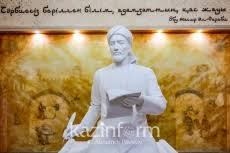 Тәрбиесіз берілген білім, адамзаттың қас жауы
Әбу Насыр әл-Фараби
kazinform